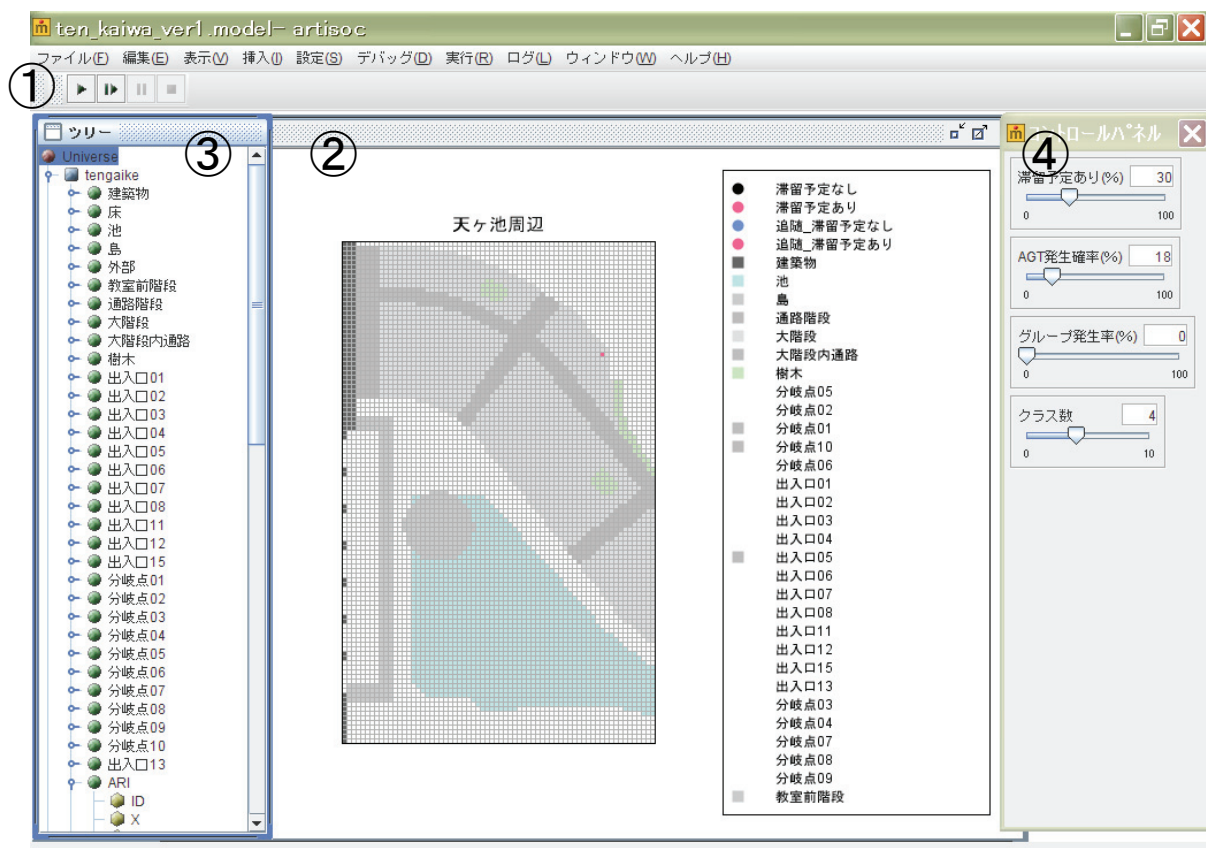 ten_kaiwa_ver1.model- artisoc
ファイル(F) 編集(E) 表示(V) 挿入(I) 設定(S) デバッグ(D) 実行(R) ログ(L) ウィンドウ(W) ヘルプ(H)
①
ツリー
③
Universe
tengaike
建築物
床
池
島
外部
教室前階段
通路階段
大階段
大階段内通路
樹木
出入口01
出入口02
出入口03
出入口04
出入口05
出入口06
出入口07
出入口08
出入口11
出入口12
出入口15
分岐点01
分岐点02
分岐点03
分岐点04
分岐点05
分岐点06
分岐点07
分岐点08
分岐点09
分岐点10
出入口13
ARI
ID
X
②
天ヶ池周辺
滞留予定なし
滞留予定あり
追随_滞留予定なし
追随_滞留予定あり
建築物
池
島
通路階段
大階段
大階段内通路
樹木
分岐点05
分岐点02
分岐点01
分岐点10
分岐点06
出入口01
出入口02
出入口03
出入口04
出入口05
出入口06
出入口07
出入口08
出入口11
出入口12
出入口15
出入口13
分岐点03
分岐点04
分岐点07
分岐点08
分岐点09
教室前階段
コントロールパネル
④
滞留予定あり(%) 30
0 100
AGT発生確率(%) 18
0 100
グループ発生率(%) 0
0 100
クラス数 4
0 10